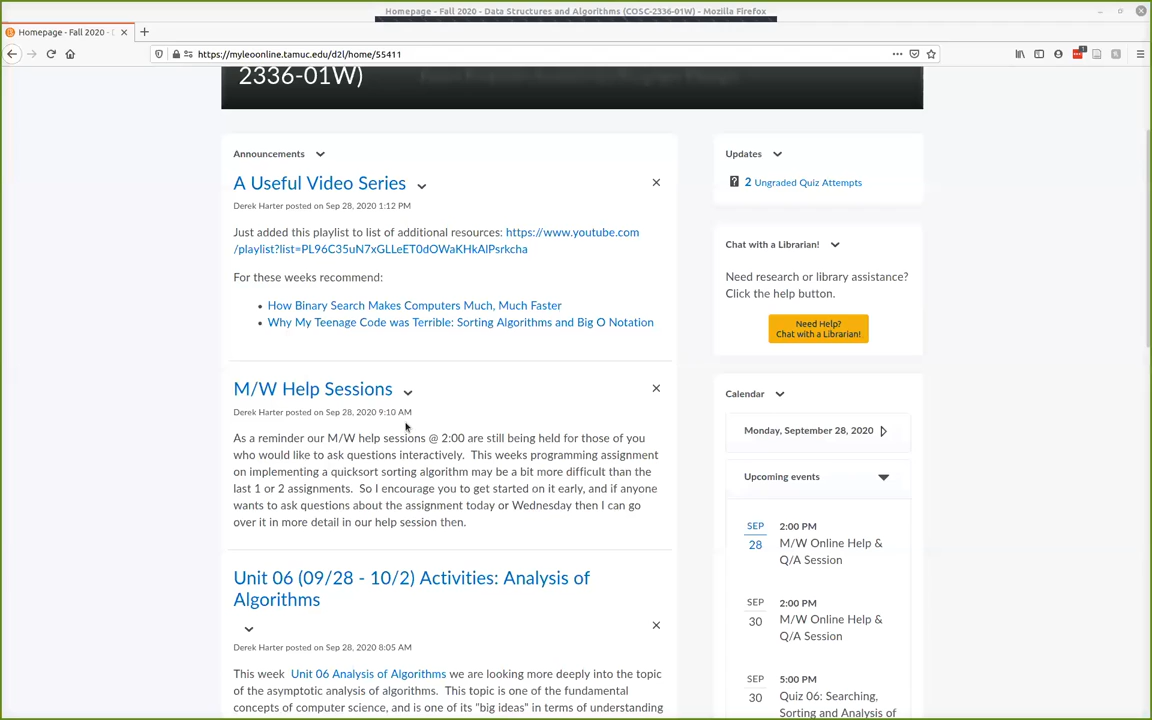 Homepage - Fall 2020 - Data Structures and Algorithms (COSC-2336-01W) - Mozilla Firefox
Homepage - Fall 2020 -
https://myleoonline.tamuc.edu/d2l/home/55411
2336-01W)
Announcements
A Useful Video Series
Derek Harter posted on Sep 28, 2020 1:12 PM
Just added this playlist to list of additional resources: https://www.youtube.com
/playlist?list=PL96C35uN7xGLLeET0dOWaKHkAlPsrkcha
For these weeks recommend:
• How Binary Search Makes Computers Much, Much Faster
• Why My Teenage Code was Terrible: Sorting Algorithms and Big O Notation
M/W Help Sessions
Derek Harter posted on Sep 28, 2020 9:10 AM
As a reminder our M/W help sessions @ 2:00 are still being held for those of you
who would like to ask questions interactively. This weeks programming assignment
on implementing a quicksort sorting algorithm may be a bit more difficult than the
last 1 or 2 assignments. So I encourage you to get started on it early, and if anyone
wants to ask questions about the assignment today or Wednesday then I can go
over it in more detail in our help session then.
Unit 06 (09/28 - 10/2) Activities: Analysis of
Algorithms
Derek Harter posted on Sep 28, 2020 8:05 AM
This week Unit 06 Analysis of Algorithms we are looking more deeply into the topic
of the asymptotic analysis of algorithms. This topic is one of the fundamental
concepts of computer science, and is one of its "big ideas" in terms of understanding
Updates
2 Ungraded Quiz Attempts
Chat with a Librarian!
Need research or library assistance?
Click the help button.
Need Help?
Chat with a Librarian!
Calendar
Monday, September 28, 2020
Upcoming events
SEP
28
2:00 PM
M/W Online Help &
Q/A Session
SEP
30
2:00 PM
M/W Online Help &
Q/A Session
SEP
30
5:00 PM
Quiz 06: Searching,
Sorting and Analysis of